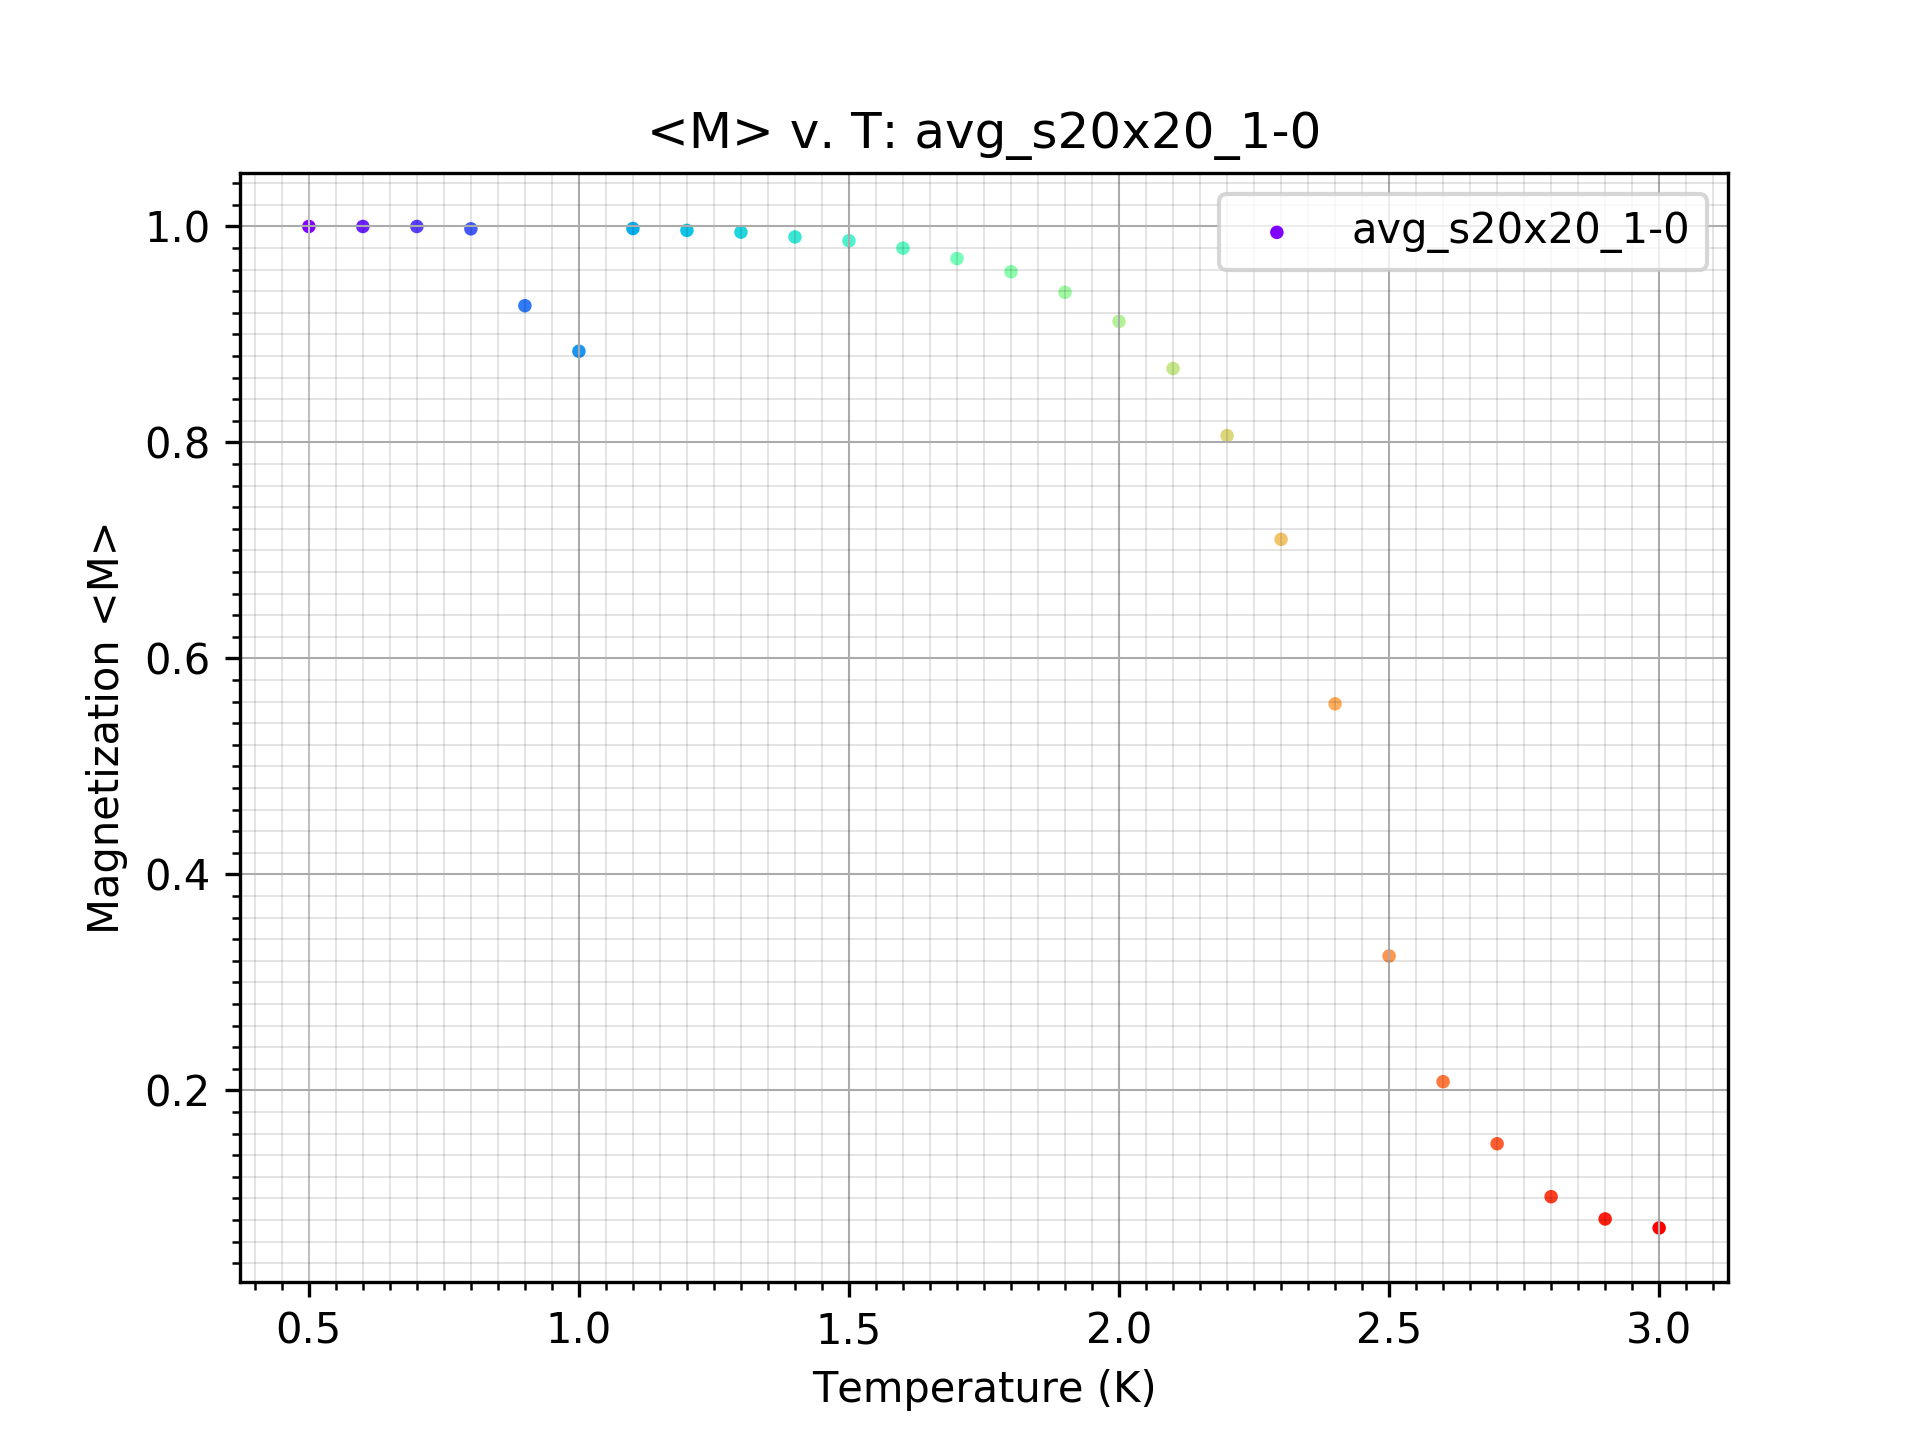 <M> v. T: avg_s20x20_1-0
avg_s20x20_1-0
Magnetization <M>
1.0
0.8
0.6
0.4
0.2
0.5 1.0 1.5 2.0 2.5 3.0
Temperature (K)